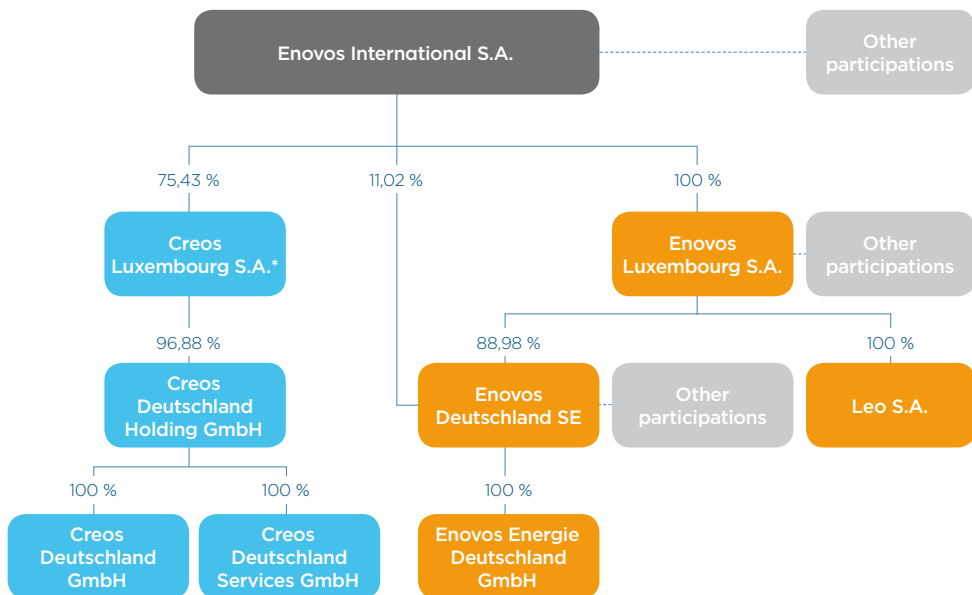 Enovos International S.A.
Other
participations
75,43 %
11,02 %
100 %
Creos
Luxembourg S.A.*
Enovos
Luxembourg S.A.
Other
participations
96,88 %
88,98 %
100 %
Creos
Deutschland
Holding GmbH
Enovos
Deutschland SE
Other
participations
Leo S.A.
100 %
100 %
100 %
Creos
Deutschland
GmbH
Creos
Deutschland
Services GmbH
Enovos Energie
Deutschland
GmbH